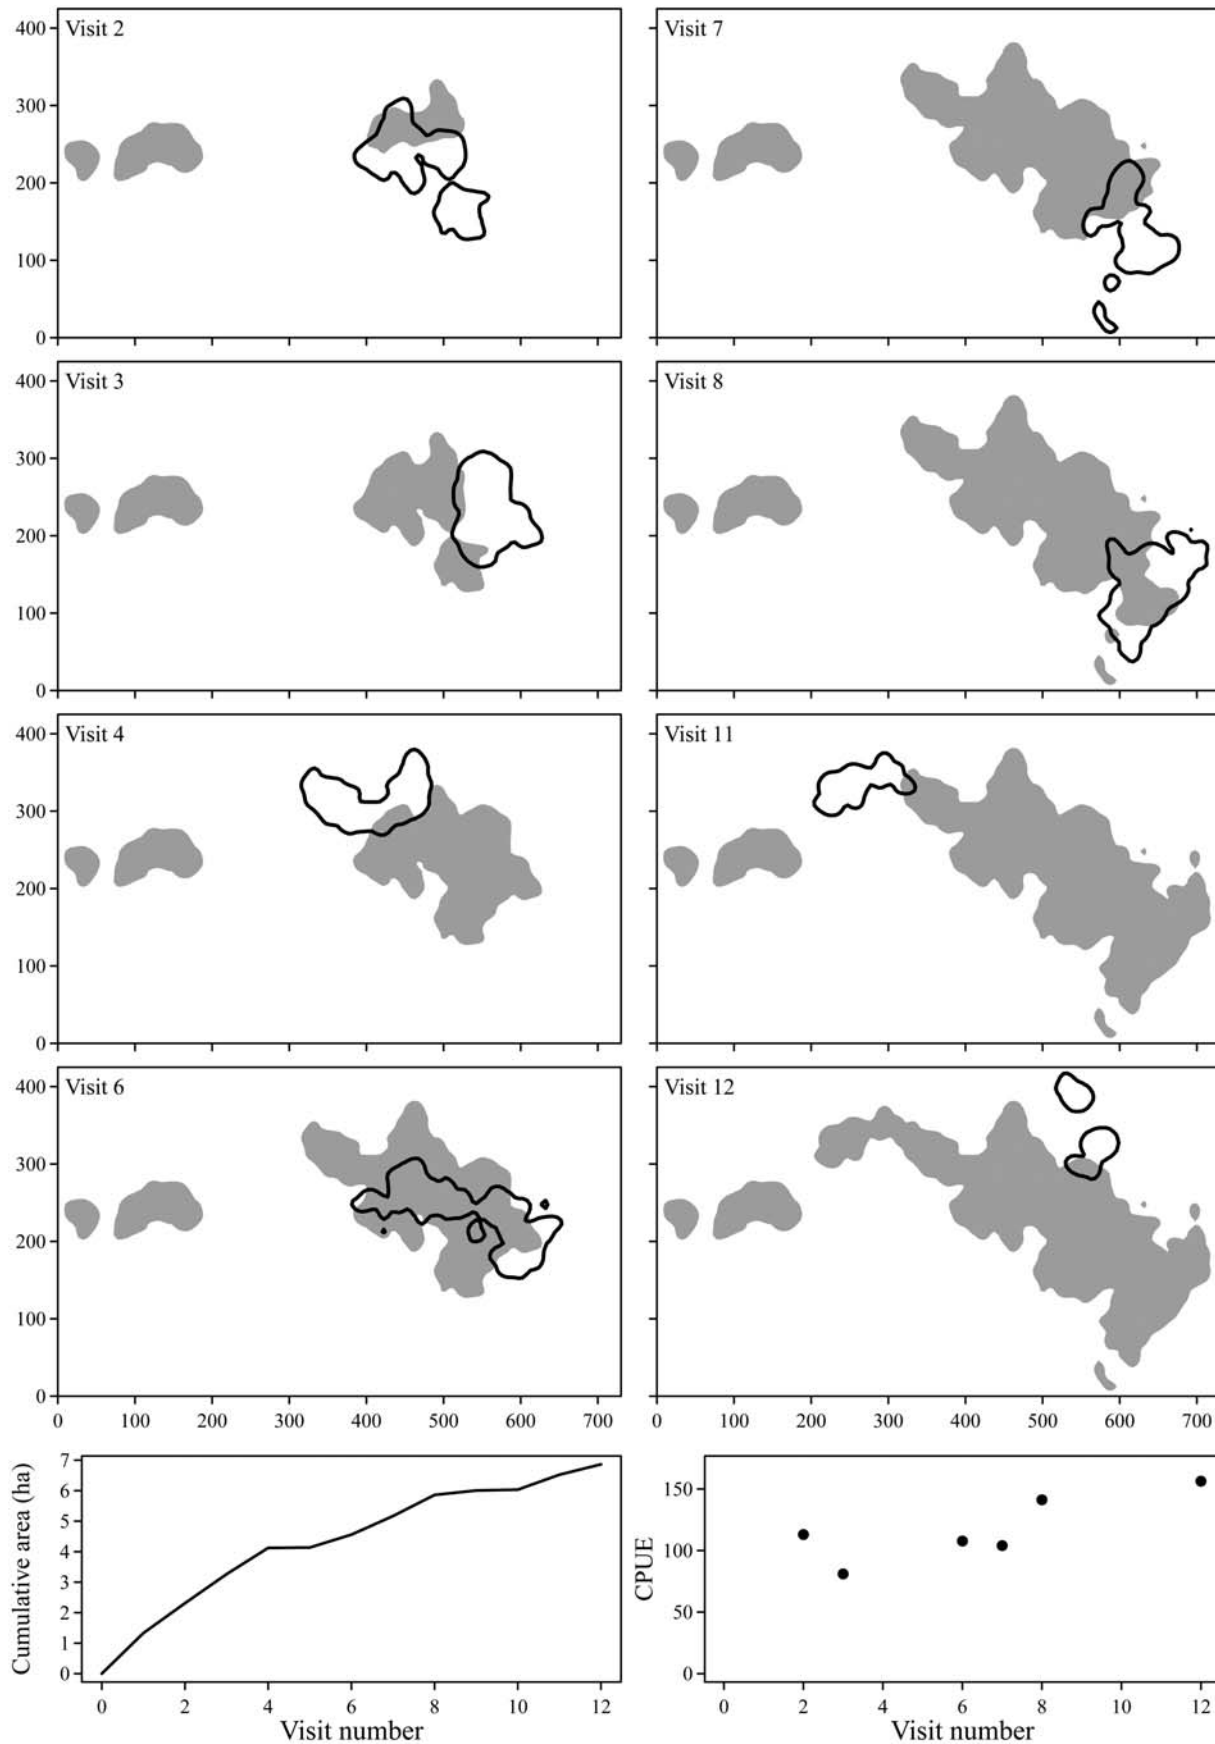 Visit 2
400
300
200
100
0
Visit 7
Visit 3
400
300
200
100
0
Visit 8
Visit 4
400
300
200
100
0
Visit 11
Visit 6
400
300
200
100
0
0 100 200 300 400 500 600 700
Visit 12
0 100 200 300 400 500 600 700
Cumulative area (ha)
7
6
5
4
3
2
1
0
0 2 4 6 8 10 12
Visit number
CPUE
150
100
50
0
0 2 4 6 8 10 12
Visit number